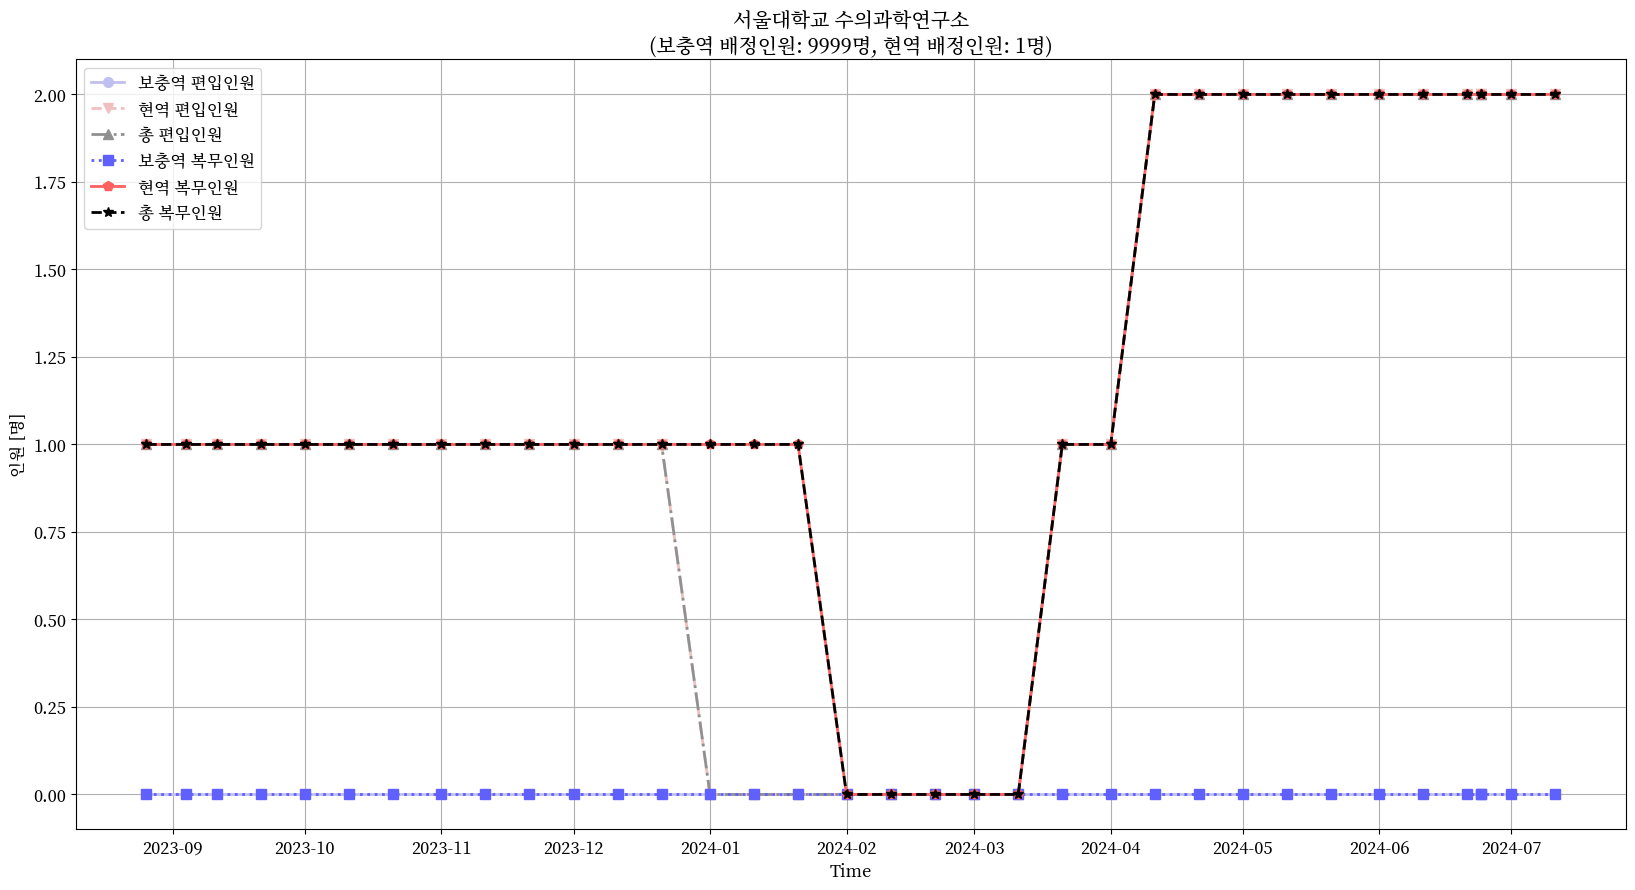 서울대학교 수의과학연구소
(보충역 배정인원: 9999명, 현역 배정인원: 1명)
보충역 편입인원
현역 편입인원
총 편입인원
보충역 복무인원
현역 복무인원
총 복무인원
2.00
1.75
1.50
1.25
1.00
0.75
0.50
0.25
0.00
인원 [명]
2023-09 2023-10 2023-11 2023-12 2024-01 2024-02 2024-03 2024-04 2024-05 2024-06 2024-07
Time